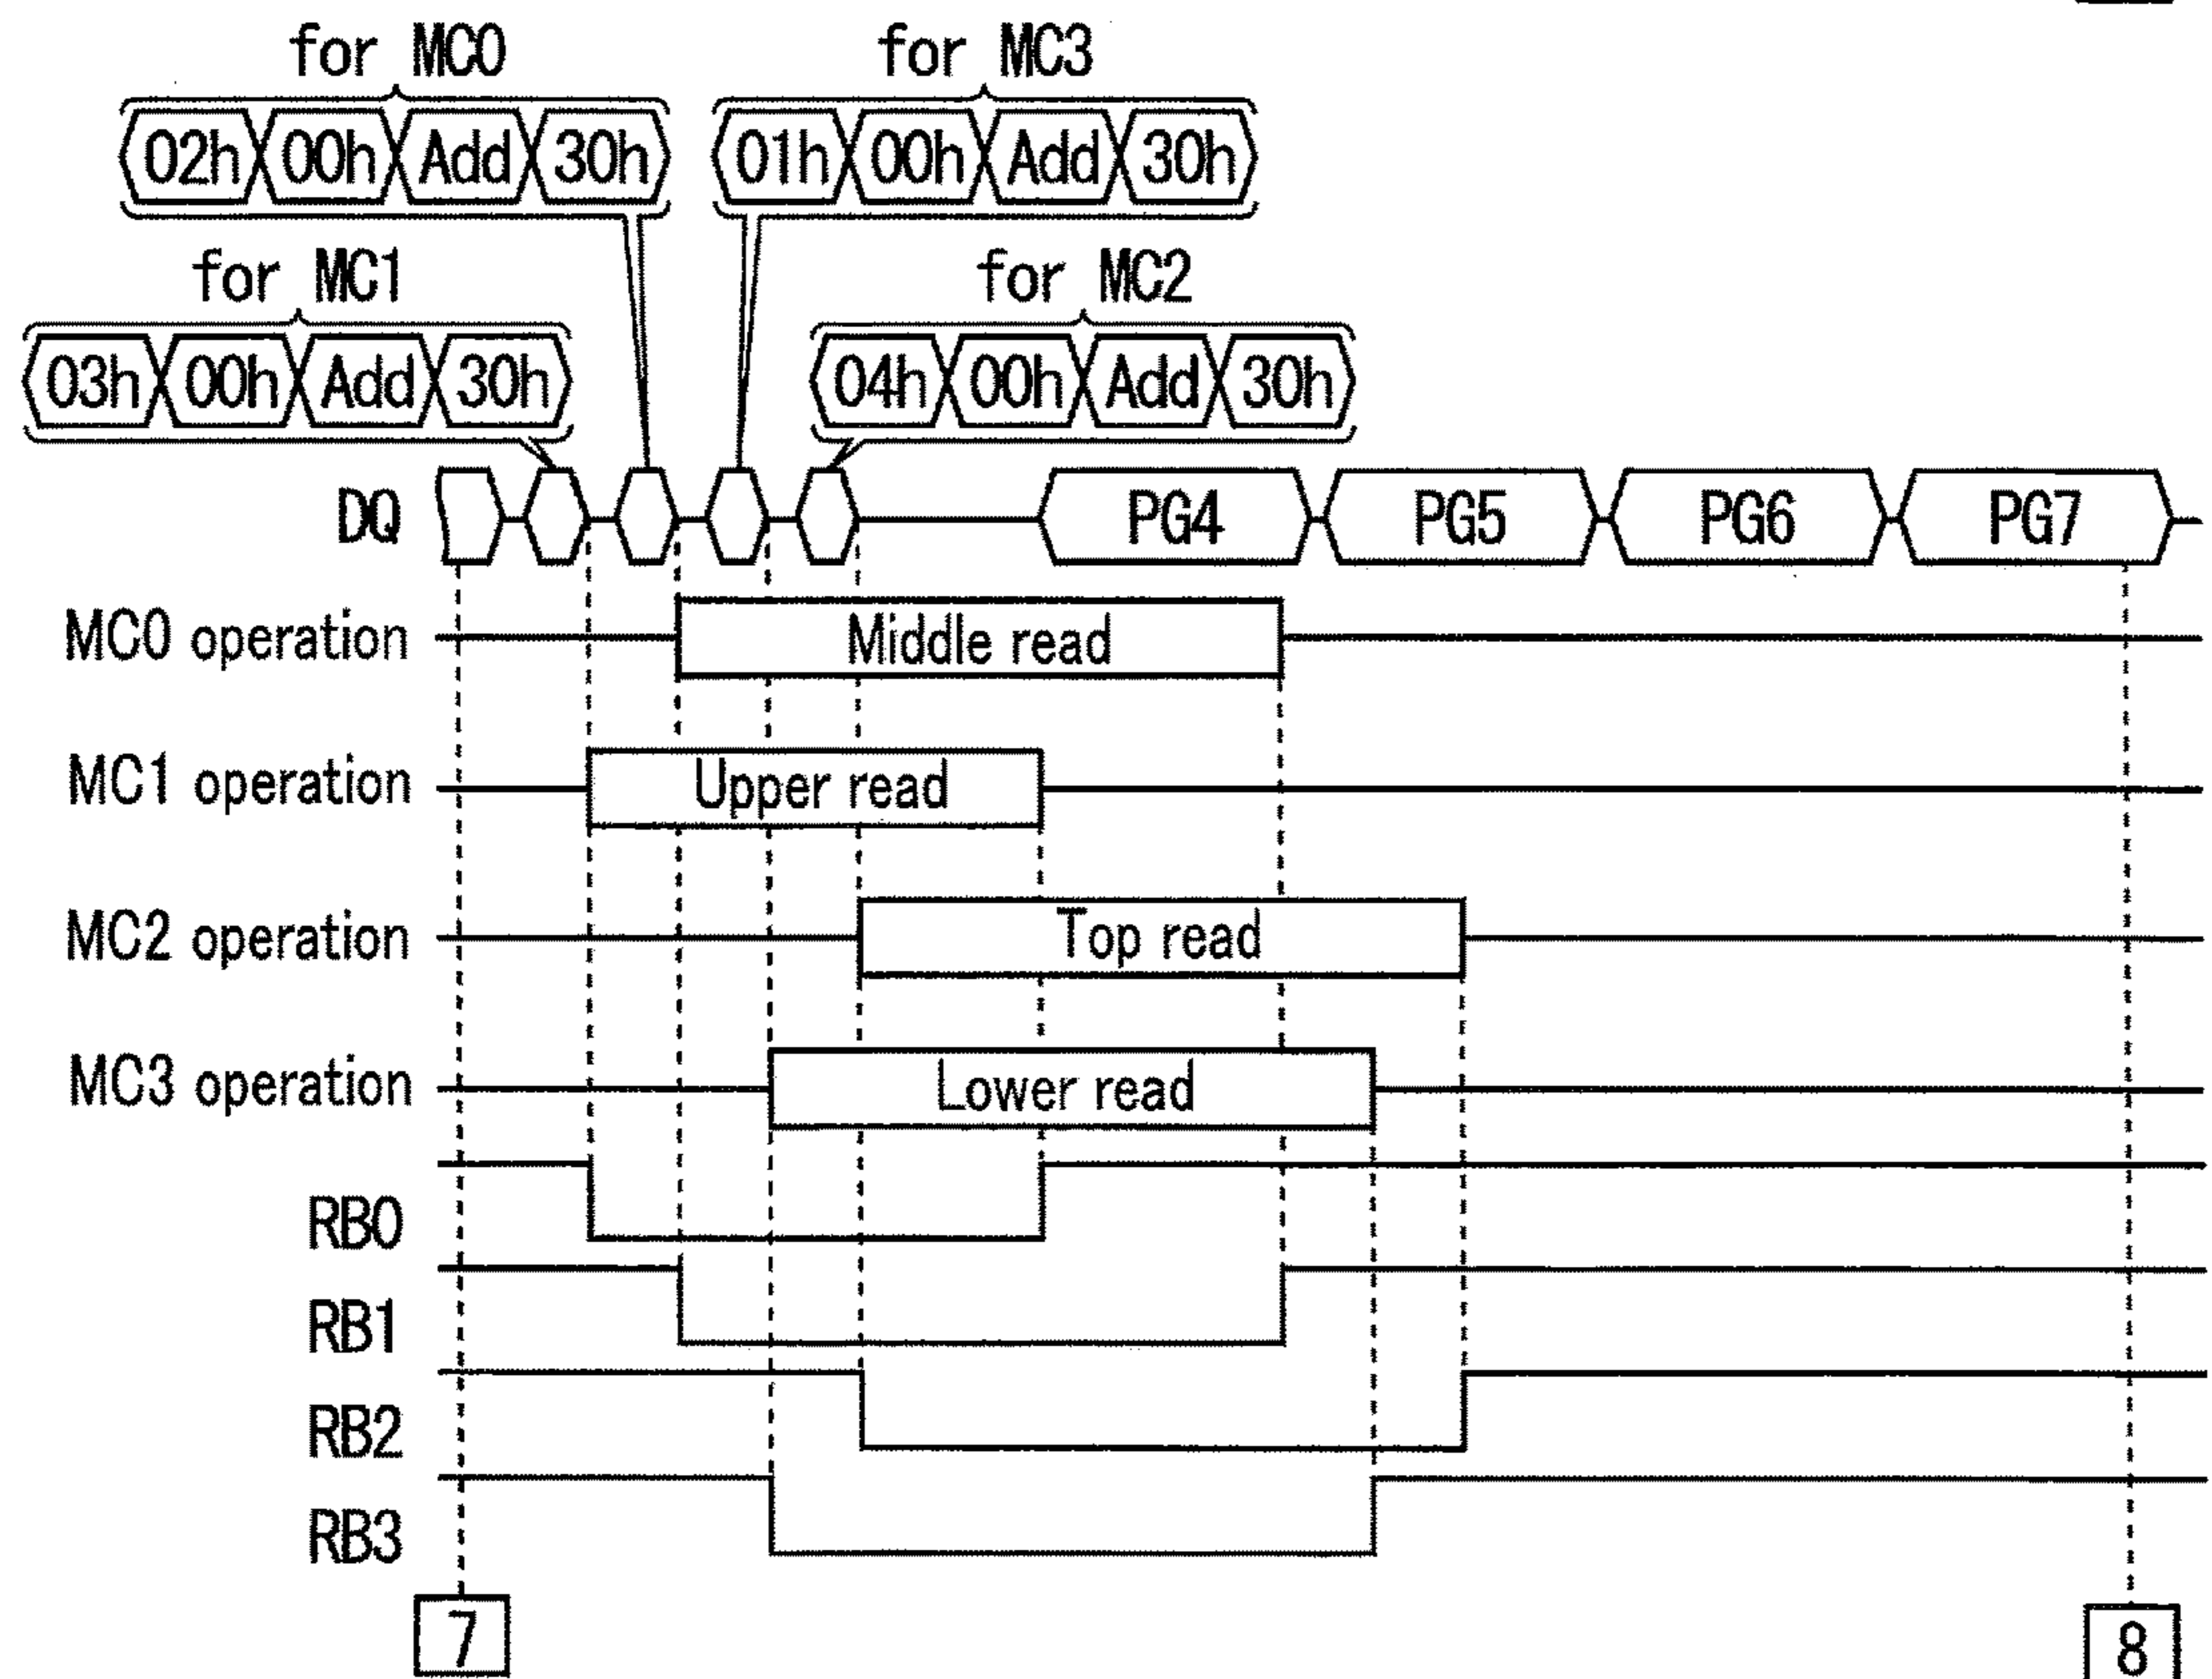 for MC0 for MC3
02h 00h Add 30h 01h 00h Add 30h
for MC1 for MC2
03h 00h Add 30h 04h 00h Add 30h
DQ PG4 PG5 PG6 PG7
MC0 operation Middle read
MC1 operation Upper read
MC2 operation Top read
MC3 operation Lower read
RB0
RB1
RB2
RB3
7 8